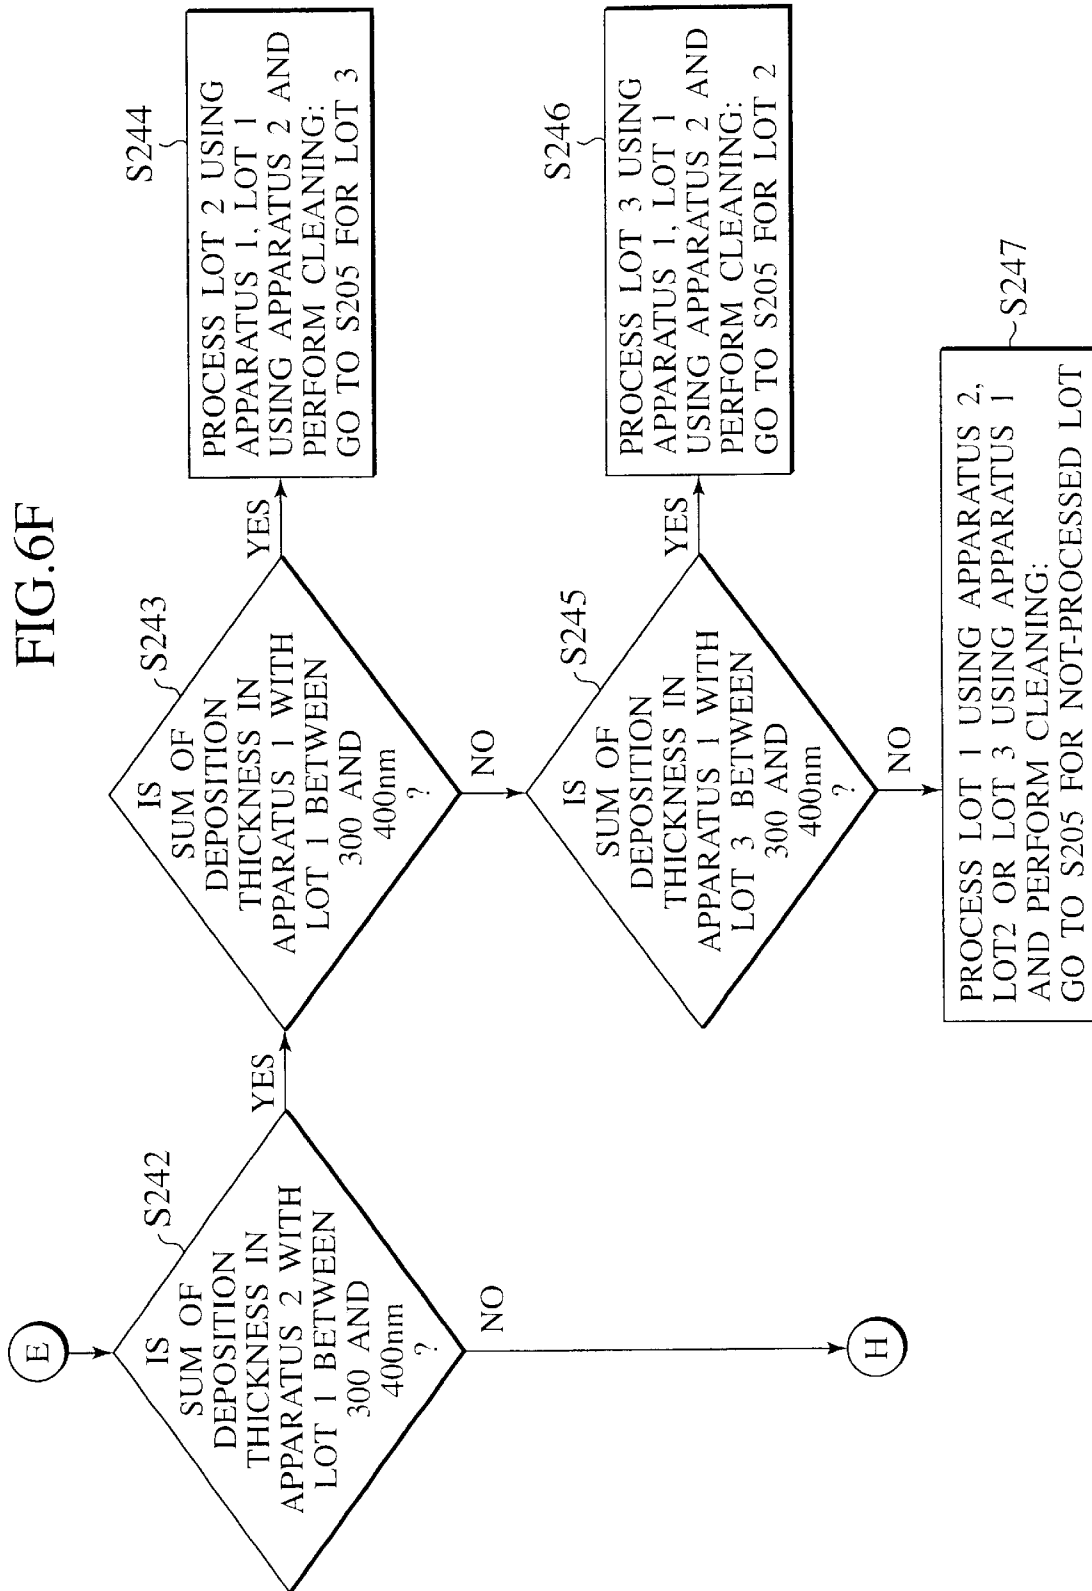 FIG.6F
E
S242
IS
SUM OF
DEPOSITION
THICKNESS IN
APPARATUS 2 WITH
LOT 1 BETWEEN
300 AND
400nm
?
YES
NO
H
S243
IS
SUM OF
DEPOSITION
THICKNESS IN
APPARATUS 1 WITH
LOT 1 BETWEEN
300 AND
400nm
?
YES
NO
S244
PROCESS LOT 2 USING
APPARATUS 1, LOT 1
USING APPARATUS 2 AND
PERFORM CLEANING:
GO TO S205 FOR LOT 3
S245
IS
SUM OF
DEPOSITION
THICKNESS IN
APPARATUS 1 WITH
LOT 3 BETWEEN
300 AND
400nm
?
YES
NO
S246
PROCESS LOT 3 USING
APPARATUS 1, LOT 1
USING APPARATUS 2 AND
PERFORM CLEANING:
GO TO S205 FOR LOT 2
S247
PROCESS LOT 1 USING APPARATUS 2,
LOT2 OR LOT 3 USING APPARATUS 1
AND PERFORM CLEANING:
GO TO S205 FOR NOT-PROCESSED LOT